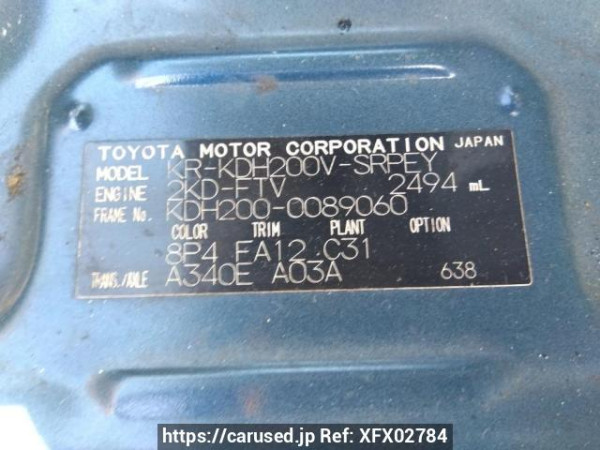 TOYOTA MOTOR CORPORATION JAPAN
MODEL KR-KDH200V-SRPEY
ENGINE 2KD-FTV 2494 mL
FRAME No. KDH200-0089060
COLOR TRIM PLANT OPTION
8P4 FA12 C31
TRANS./AXLE A340E A03A 638
https://carused.jp Ref: XFX02784